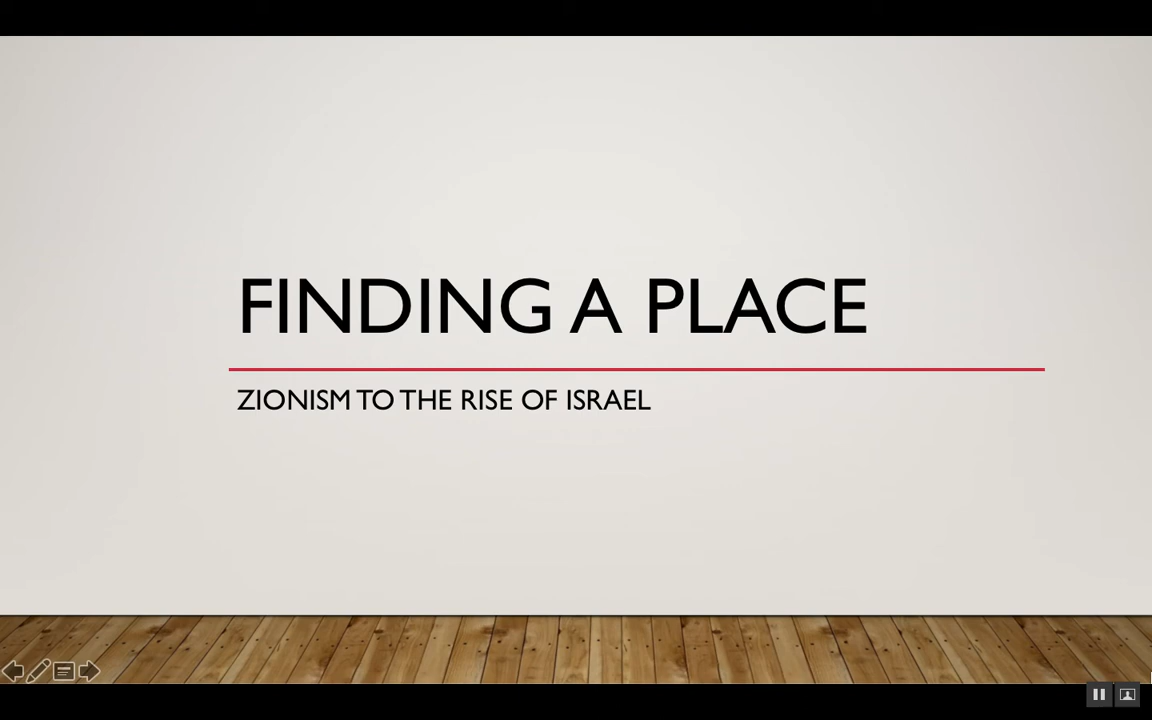 FINDING A PLACE
ZIONISM TO THE RISE OF ISRAEL